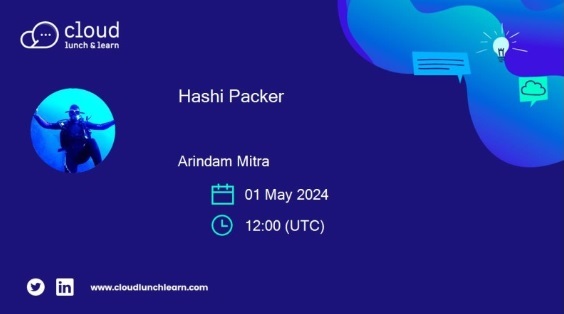 cloud
lunch & learn
Hashi Packer
Arindam Mitra
01 May 2024
12:00 (UTC)
www.cloudlunchlearn.com